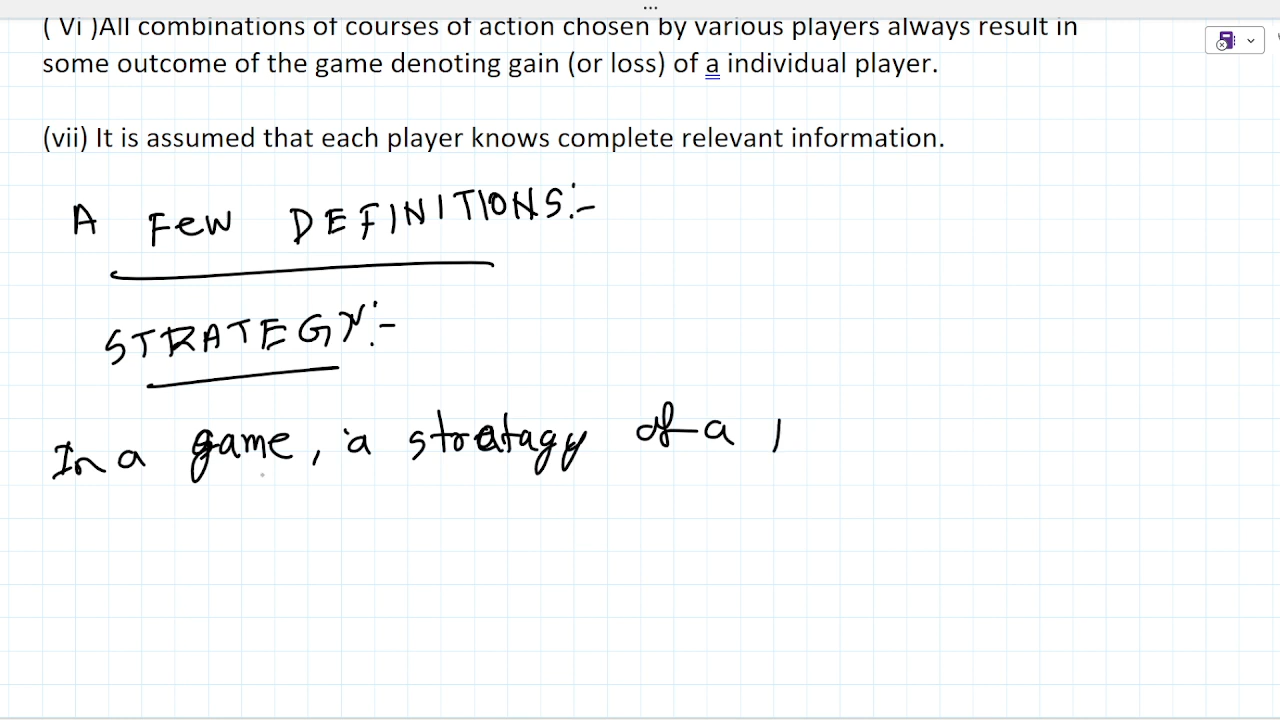 ( Vi )All combinations of courses of action chosen by various players always result in
some outcome of the game denoting gain (or loss) of a individual player.
(vii) It is assumed that each player knows complete relevant information.
A FeW DEFINITIONS:-
STRATEGY:-
In a game, a stratagy of a